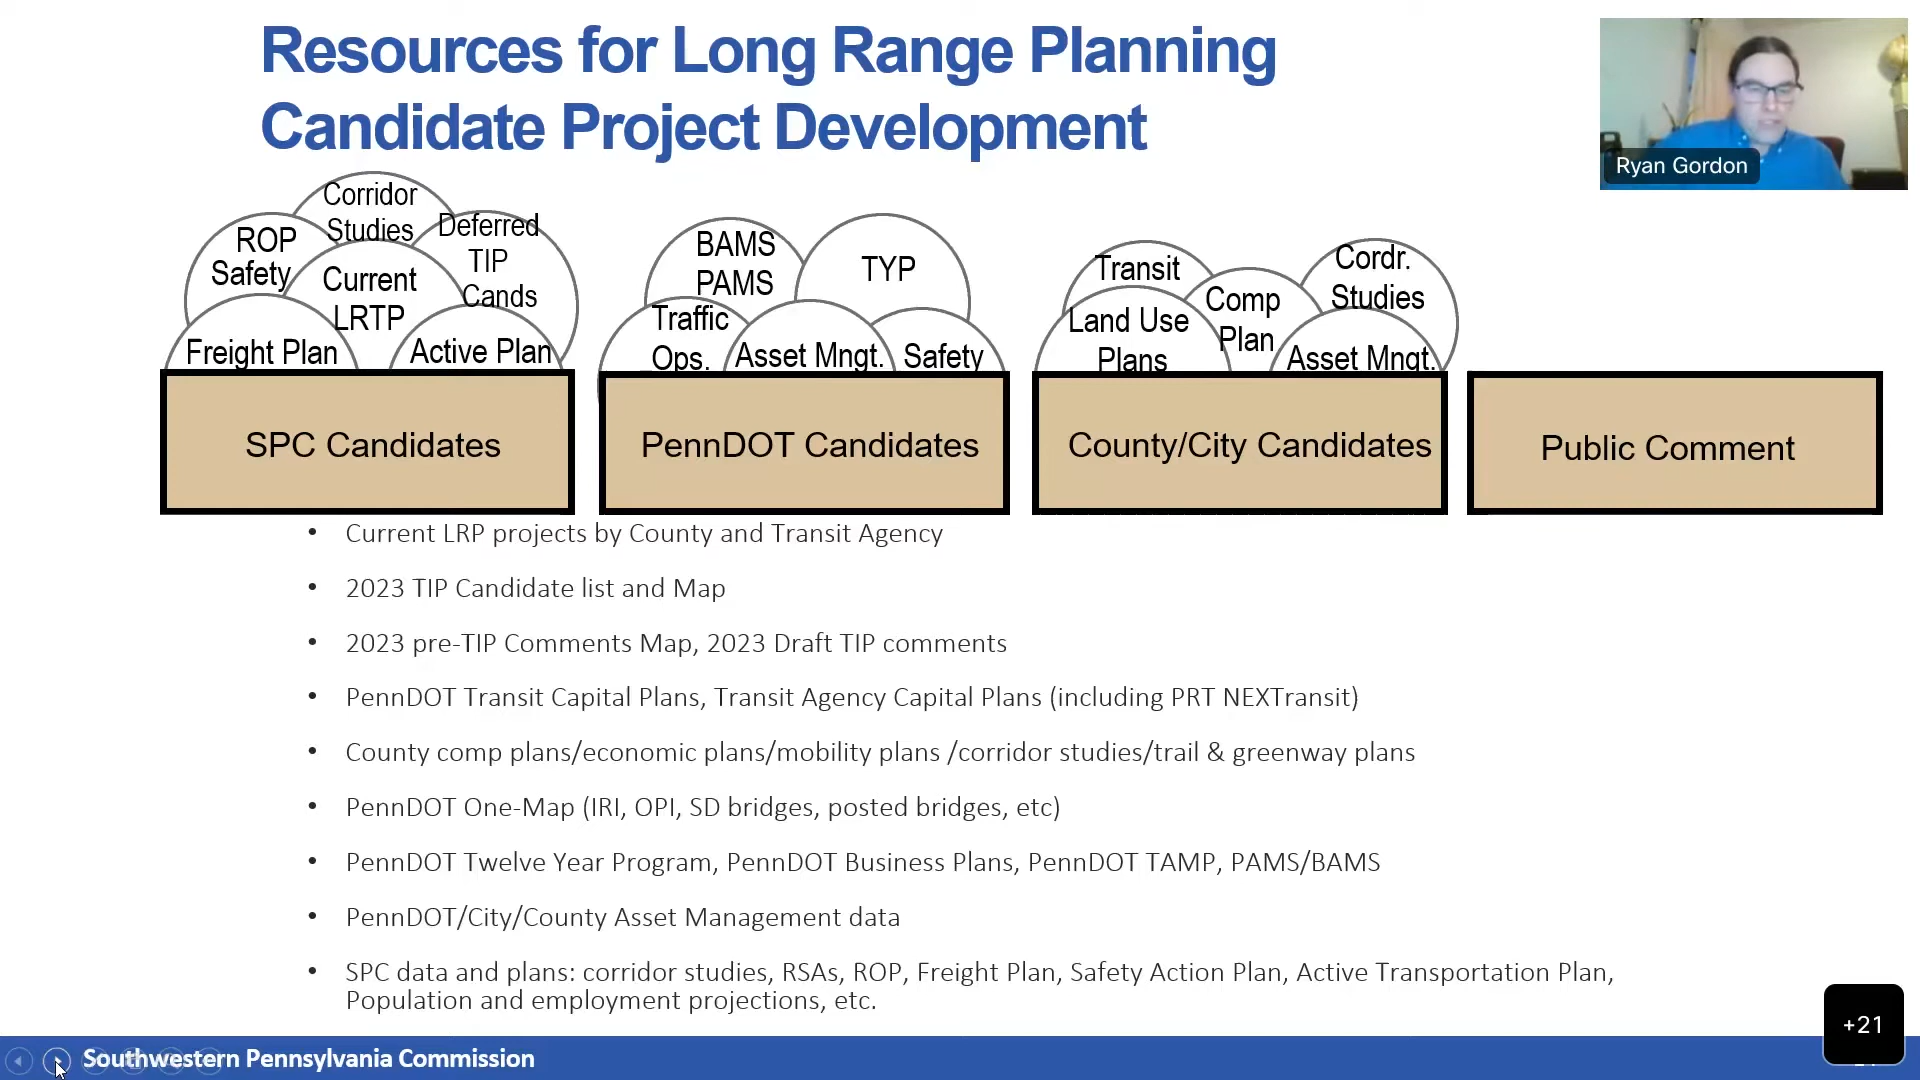 Resources for Long Range Planning
Candidate Project Development
Ryan Gordon
Corridor
Studies
Deferred
TIP
Cands
ROP
Safety
Current
LRTP
Freight Plan
Active Plan
BAMS
PAMS
TYP
Traffic
Ops.
Asset Mngt.
Safety
Transit
Cordr.
Studies
Comp
Plan
Land Use
Plans
Asset Mngt.
SPC Candidates
PennDOT Candidates
County/City Candidates
Public Comment
• Current LRP projects by County and Transit Agency
• 2023 TIP Candidate list and Map
• 2023 pre-TIP Comments Map, 2023 Draft TIP comments
• PennDOT Transit Capital Plans, Transit Agency Capital Plans (including PRT NEXTransit)
• County comp plans/economic plans/mobility plans /corridor studies/trail & greenway plans
• PennDOT One-Map (IRI, OPI, SD bridges, posted bridges, etc)
• PennDOT Twelve Year Program, PennDOT Business Plans, PennDOT TAMP, PAMS/BAMS
• PennDOT/City/County Asset Management data
• SPC data and plans: corridor studies, RSAs, ROP, Freight Plan, Safety Action Plan, Active Transportation Plan,
Population and employment projections, etc.
+21
Southwestern Pennsylvania Commission